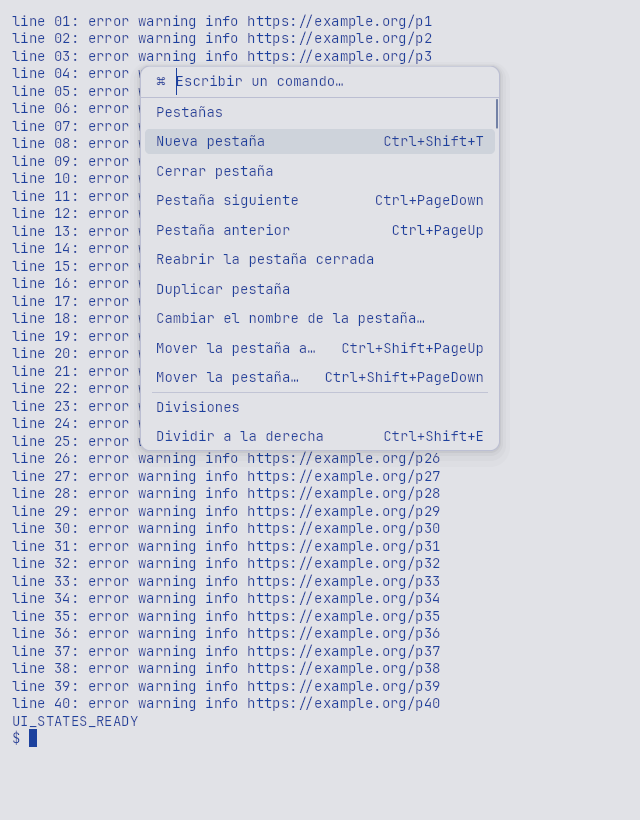 line 01: error warning info https://example.org/p1
line 02: error warning info https://example.org/p2
line 03: error warning info https://example.org/p3
line 04: error
⌘ Escribir un comando…
line 05: error
Pestañas
line 06: error
line 07: error
Nueva pestaña Ctrl+Shift+T
line 08: error
line 09: error
Cerrar pestaña
line 10: error
line 11: error
Pestaña siguiente Ctrl+PageDown
line 12: error
line 13: error
Pestaña anterior Ctrl+PageUp
line 14: error
Reabrir la pestaña cerrada
line 15: error
line 16: error
Duplicar pestaña
line 17: error
line 18: error
Cambiar el nombre de la pestaña…
line 19: error
Mover la pestaña a… Ctrl+Shift+PageUp
line 20: error
line 21: error
Mover la pestaña… Ctrl+Shift+PageDown
line 22: error
line 23: error
Divisiones
line 24: error
Dividir a la derecha Ctrl+Shift+E
line 25: error
line 26: error warning info https://example.org/p26
line 27: error warning info https://example.org/p27
line 28: error warning info https://example.org/p28
line 29: error warning info https://example.org/p29
line 30: error warning info https://example.org/p30
line 31: error warning info https://example.org/p31
line 32: error warning info https://example.org/p32
line 33: error warning info https://example.org/p33
line 34: error warning info https://example.org/p34
line 35: error warning info https://example.org/p35
line 36: error warning info https://example.org/p36
line 37: error warning info https://example.org/p37
line 38: error warning info https://example.org/p38
line 39: error warning info https://example.org/p39
line 40: error warning info https://example.org/p40
UI_STATES_READY
$